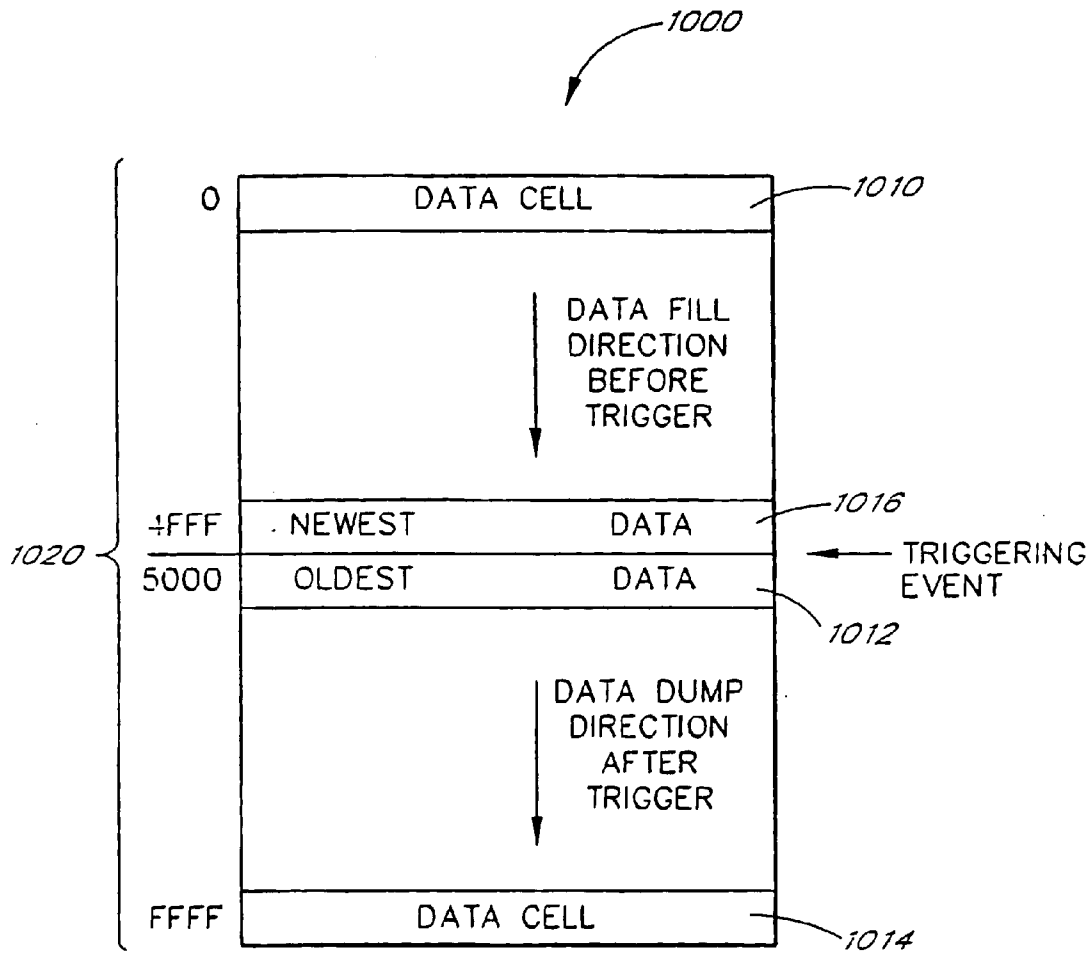 1000
0 DATA CELL 1010
DATA FILL
DIRECTION
BEFORE
TRIGGER
4FFF NEWEST DATA 1016
1020
TRIGGERING
EVENT
5000 OLDEST DATA 1012
DATA DUMP
DIRECTION
AFTER
TRIGGER
FFFF DATA CELL 1014